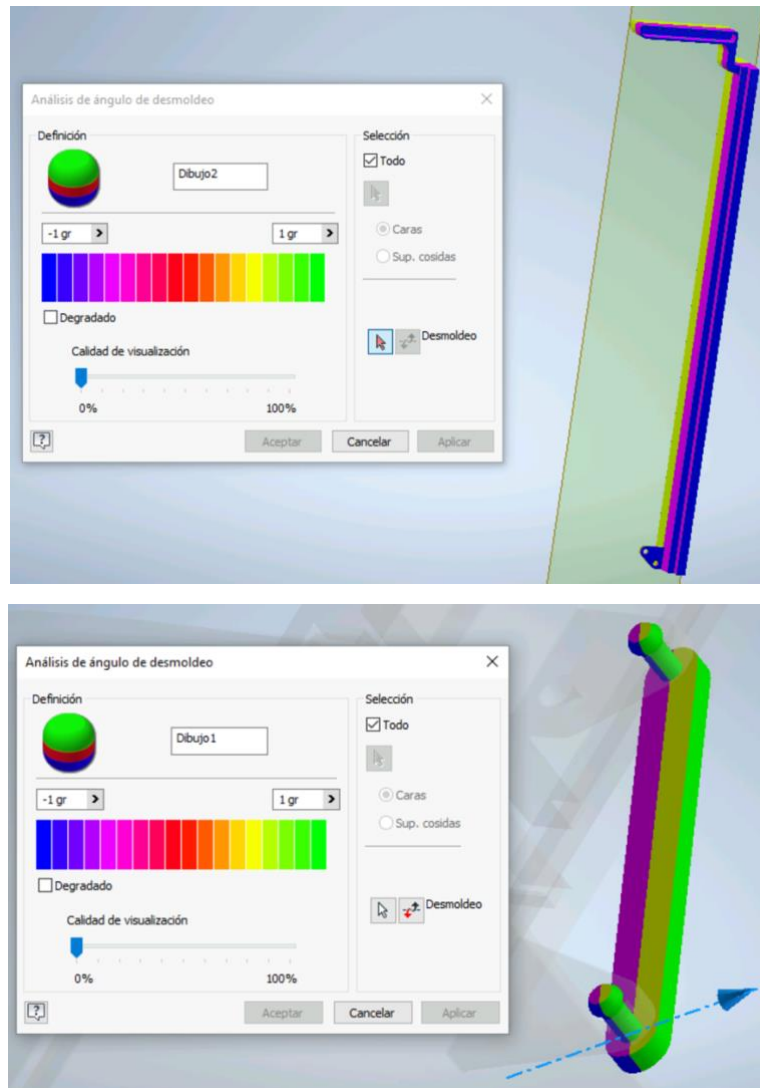 Análisis de ángulo de desmoldeo
Definición
Selección
Dibujo2
Todo
-1 gr
1 gr
Caras
Sup. cosidas
Degradado
Desmoldeo
Calidad de visualización
0%
100%
Aceptar
Cancelar
Aplicar
Análisis de ángulo de desmoldeo
Definición
Selección
Dibujo1
Todo
-1 gr
1 gr
Caras
Sup. cosidas
Degradado
Desmoldeo
Calidad de visualización
0%
100%
Aceptar
Cancelar
Aplicar